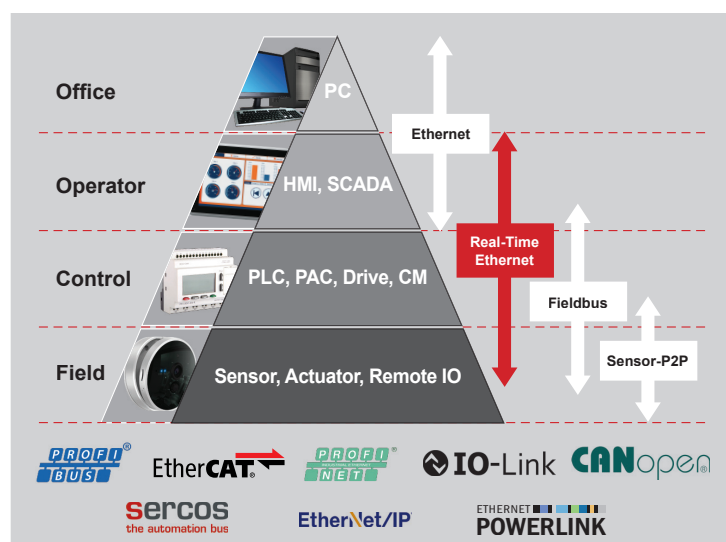 Office
PC
Ethernet
Operator
HMI, SCADA
Real-Time
Ethernet
Control
PLC, PAC, Drive, CM
Fieldbus
Sensor-P2P
Field
Sensor, Actuator, Remote IO
PROFI®
BUS
EtherCAT®
PROFI®
INDUSTRIAL ETHERNET
NET
IO-Link
CANopen®
sercos
the automation bus
EtherNet/IP
ETHERNET
POWERLINK